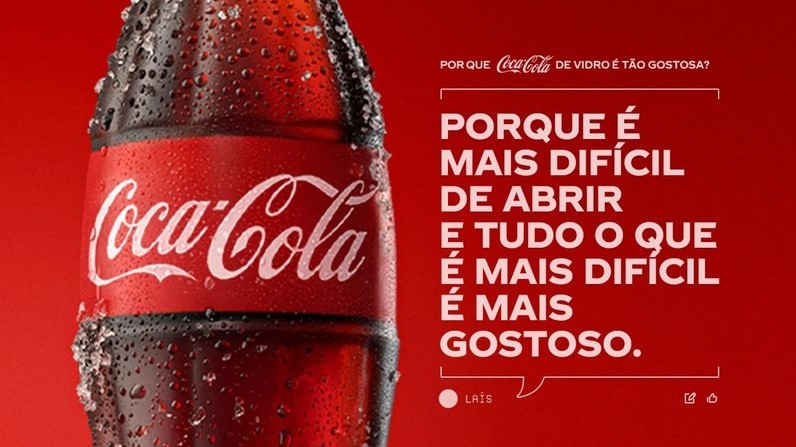 Coca-Cola
POR QUE Coca-Cola DE VIDRO É TÃO GOSTOSA?
PORQUE É
MAIS DIFÍCIL
DE ABRIR
E TUDO O QUE
É MAIS DIFÍCIL
É MAIS
GOSTOSO.
LAÍS